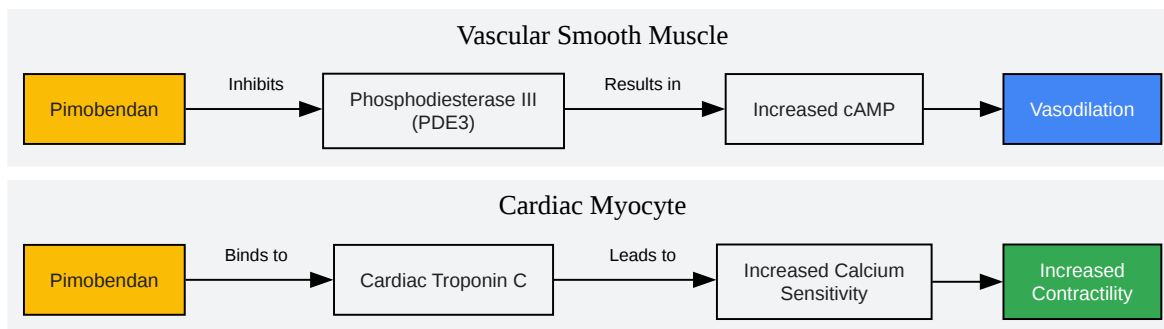 Vascular Smooth Muscle
Pimobendan
Inhibits
Phosphodiesterase III
(PDE3)
Results in
Increased cAMP
Vasodilation
Cardiac Myocyte
Pimobendan
Binds to
Cardiac Troponin C
Leads to
Increased Calcium
Sensitivity
Increased
Contractility